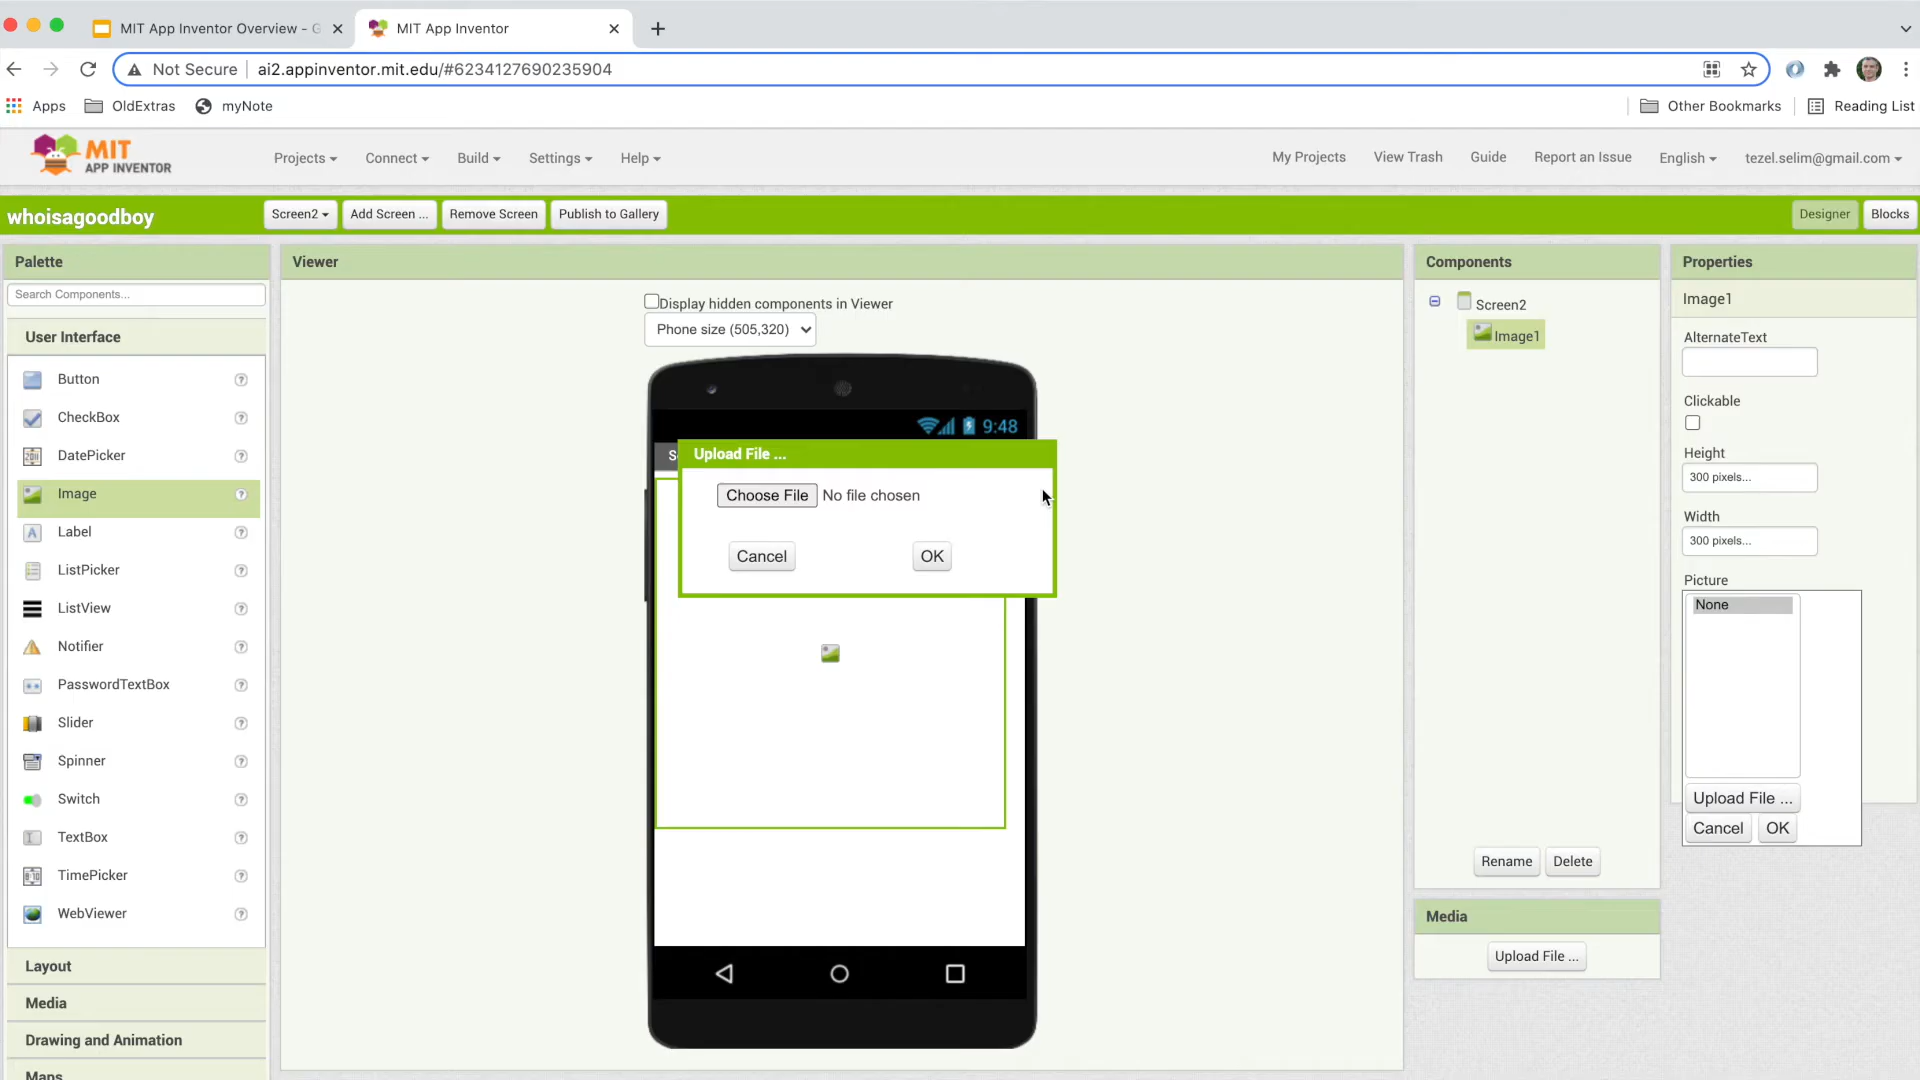 MIT App Inventor Overview - G
MIT App Inventor
Not Secure
ai2.appinventor.mit.edu/#6234127690235904
Apps
OldExtras
myNote
Other Bookmarks
Reading List
MIT
APP INVENTOR
Projects
Connect
Build
Settings
Help
My Projects
View Trash
Guide
Report an Issue
English
tezel.selim@gmail.com
whoisagoodboy
Screen2
Add Screen ...
Remove Screen
Publish to Gallery
Designer
Blocks
Palette
Search Components...
User Interface
Button
CheckBox
DatePicker
Image
Label
ListPicker
ListView
Notifier
PasswordTextBox
Slider
Spinner
Switch
TextBox
TimePicker
WebViewer
Layout
Media
Drawing and Animation
Maps
Viewer
Display hidden components in Viewer
Phone size (505,320)
9:48
S
Upload File ...
Choose File No file chosen
Cancel
OK
Components
Screen2
Image1
Rename
Delete
Media
Upload File ...
Properties
Image1
AlternateText
Clickable
Height
300 pixels...
Width
300 pixels...
Picture
None
Upload File ...
Cancel
OK